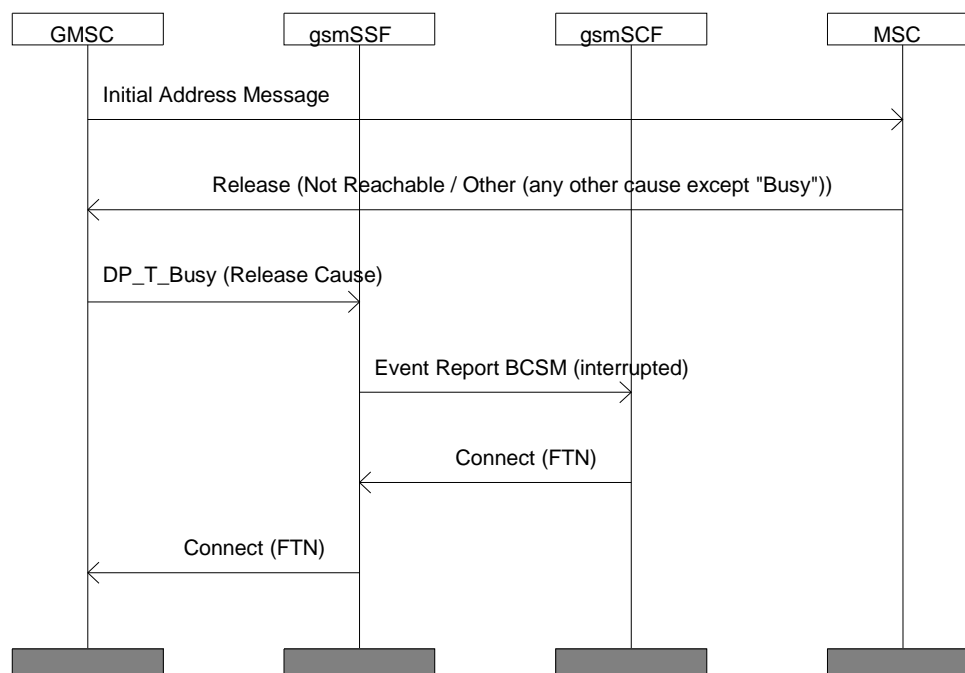 GMSC gsmSSF gsmSCF MSC
Initial Address Message
Release (Not Reachable / Other (any other cause except "Busy"))
DP_T_Busy (Release Cause)
Event Report BCSM (interrupted)
Connect (FTN)
Connect (FTN)